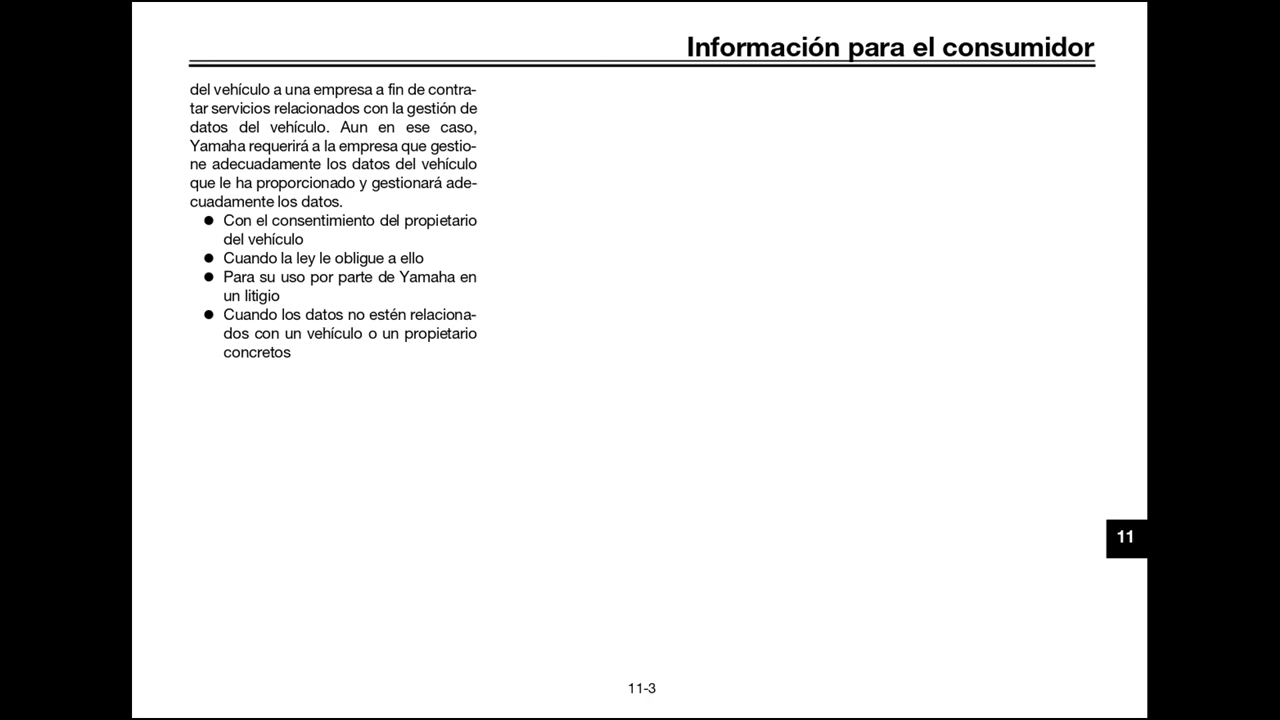 Información para el consumidor
del vehículo a una empresa a fin de contra-
tar servicios relacionados con la gestión de
datos del vehículo. Aun en ese caso,
Yamaha requerirá a la empresa que gestio-
ne adecuadamente los datos del vehículo
que le ha proporcionado y gestionará ade-
cuadamente los datos.
● Con el consentimiento del propietario
del vehículo
● Cuando la ley le obligue a ello
● Para su uso por parte de Yamaha en
un litigio
● Cuando los datos no estén relaciona-
dos con un vehículo o un propietario
concretos
11
11-3